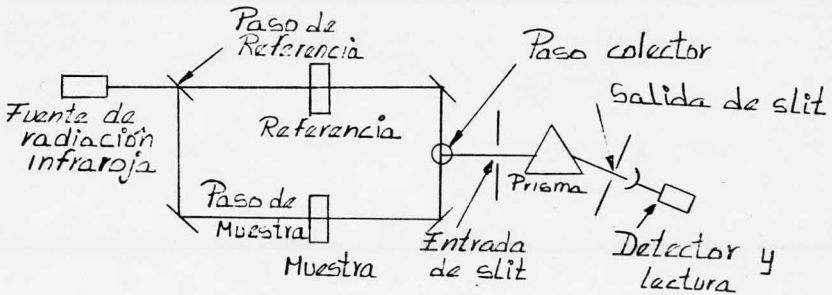 Paso de
Referencia
Paso colector
Salida de slit
Fuente de
radiación
infraroja
Referencia
Prisma
Paso de
Muestra
Muestra
Entrada
de slit
Detector y
lectura